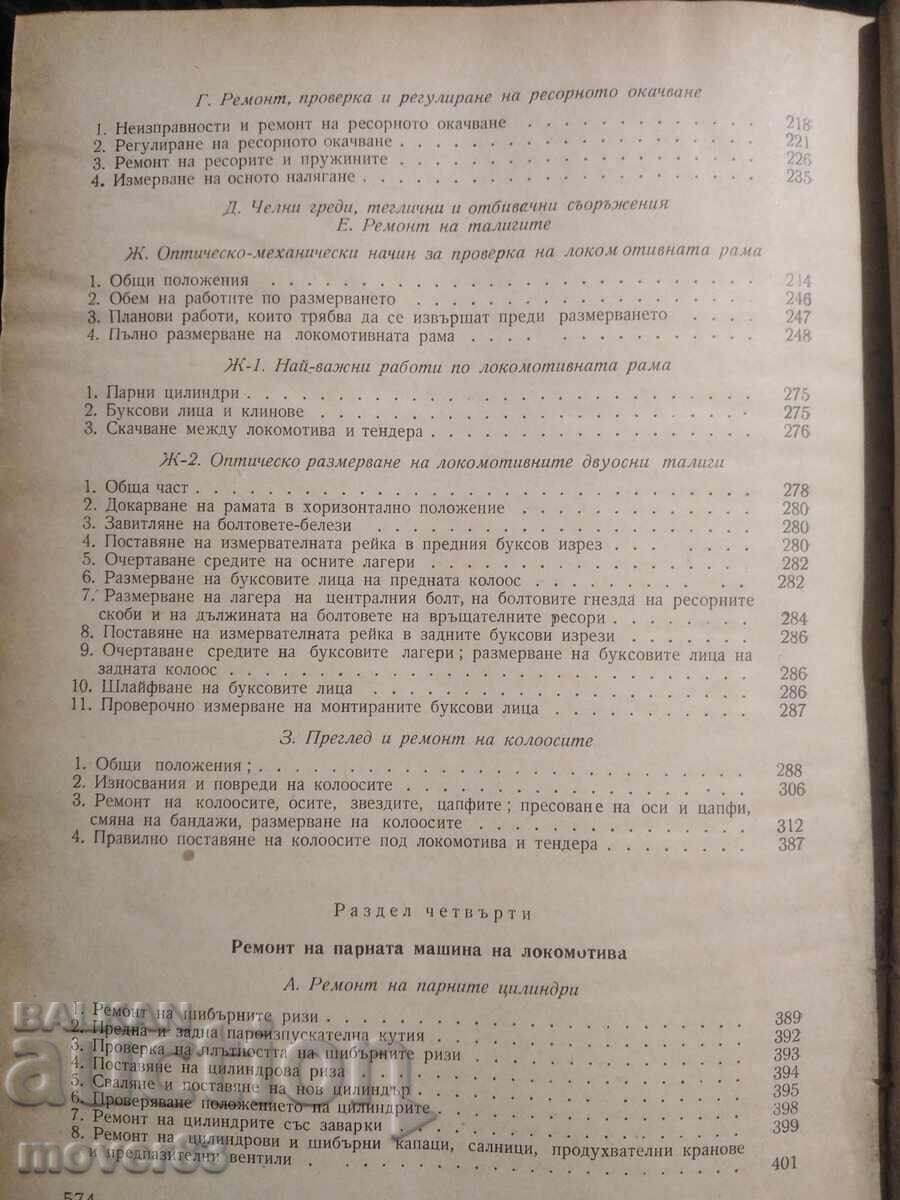 Г. Ремонт, проверка и регулиране на ресорното окачване
1. Неизправности и ремонт на ресорното окачване . . . . . . . . . . . 218
2. Регулиране на ресорното окачване . . . . . . . . . . . . . . . . 221
3. Ремонт на ресорите и пружините . . . . . . . . . . . . . . . . . 226
4. Измерване на осното налягане . . . . . . . . . . . . . . . . . . 235
Д. Челни греди, теглични и отбивачни съоръжения
Е. Ремонт на талигите
Ж. Оптическо-механически начин за проверка на локомотивната рама
1. Общи положения . . . . . . . . . . . . . . . . . . . . . . . . 244
2. Обем на работите по размерването . . . . . . . . . . . . . . . . 246
3. Планови работи, които трябва да се извършат преди размерването . . . . 247
4. Пълно размерване на локомотивната рама . . . . . . . . . . . . . 248
Ж-1. Най-важни работи по локомотивната рама
1. Парни цилиндри . . . . . . . . . . . . . . . . . . . . . . . . 275
2. Буксови лица и клинове . . . . . . . . . . . . . . . . . . . . . 275
3. Скачване между локомотива и тендера . . . . . . . . . . . . . . . 276
Ж-2. Оптическо размерване на локомотивните двуосни талиги
1. Обща част . . . . . . . . . . . . . . . . . . . . . . . . . . . 278
2. Докарване на рамата в хоризонтално положение . . . . . . . . . . . 280
3. Завитляне на болтовете-белези . . . . . . . . . . . . . . . . . . 280
4. Поставяне на измервателната рейка в предния буксов изрез . . . . . . 280
5. Очертаване средите на осните лагери . . . . . . . . . . . . . . . 282
6. Размерване на буксовите лица на предната колоос . . . . . . . . . . 282
7. Размерване на лагера на централния болт, на болтовите гнезда на ресорните
скоби и на дължината на болтовете на връщателните ресори . . . . . . . 284
8. Поставяне на измервателната рейка в задните буксови изрези . . . . . . 286
9. Очертаване средите на буксовите лагери; размерване на буксовите лица на
задната колоос . . . . . . . . . . . . . . . . . . . . . . . . . 286
10. Шлайфване на буксовите лица . . . . . . . . . . . . . . . . . . . 286
11. Проверочно измерване на монтираните буксови лица . . . . . . . . . 287
З. Преглед и ремонт на колоосите
1. Общи положения; . . . . . . . . . . . . . . . . . . . . . . . . 288
2. Износвания и повреди на колоосите . . . . . . . . . . . . . . . . 306
3. Ремонт на колоосите, осите, звездите, цапфите; пресоване на оси и цапфи,
смяна на бандажи, размерване на колоосите . . . . . . . . . . . . . 312
4. Правилно поставяне на колоосите под локомотива и тендера . . . . . . . 387
Раздел четвърти
Ремонт на парната машина на локомотива
А. Ремонт на парните цилиндри
1. Ремонт на шибърните ризи . . . . . . . . . . . . . . . . . . . . 389
2. Предна и задна пароизпускателна кутия . . . . . . . . . . . . . . 392
3. Проверка на плътността на шибърните ризи . . . . . . . . . . . . . 393
4. Поставяне на цилиндрова риза . . . . . . . . . . . . . . . . . . 394
5. Сваляне и поставяне на нов цилиндър . . . . . . . . . . . . . . . 395
6. Проверяване положението на цилиндрите . . . . . . . . . . . . . . 398
7. Ремонт на цилиндрите със заварки . . . . . . . . . . . . . . . . . 399
8. Ремонт на цилиндрови и шибърни капаци, салници, продухвателни кранове
и предпазителни вентили . . . . . . . . . . . . . . . . . . . . . 401
574
BALKAN
auction
mover68